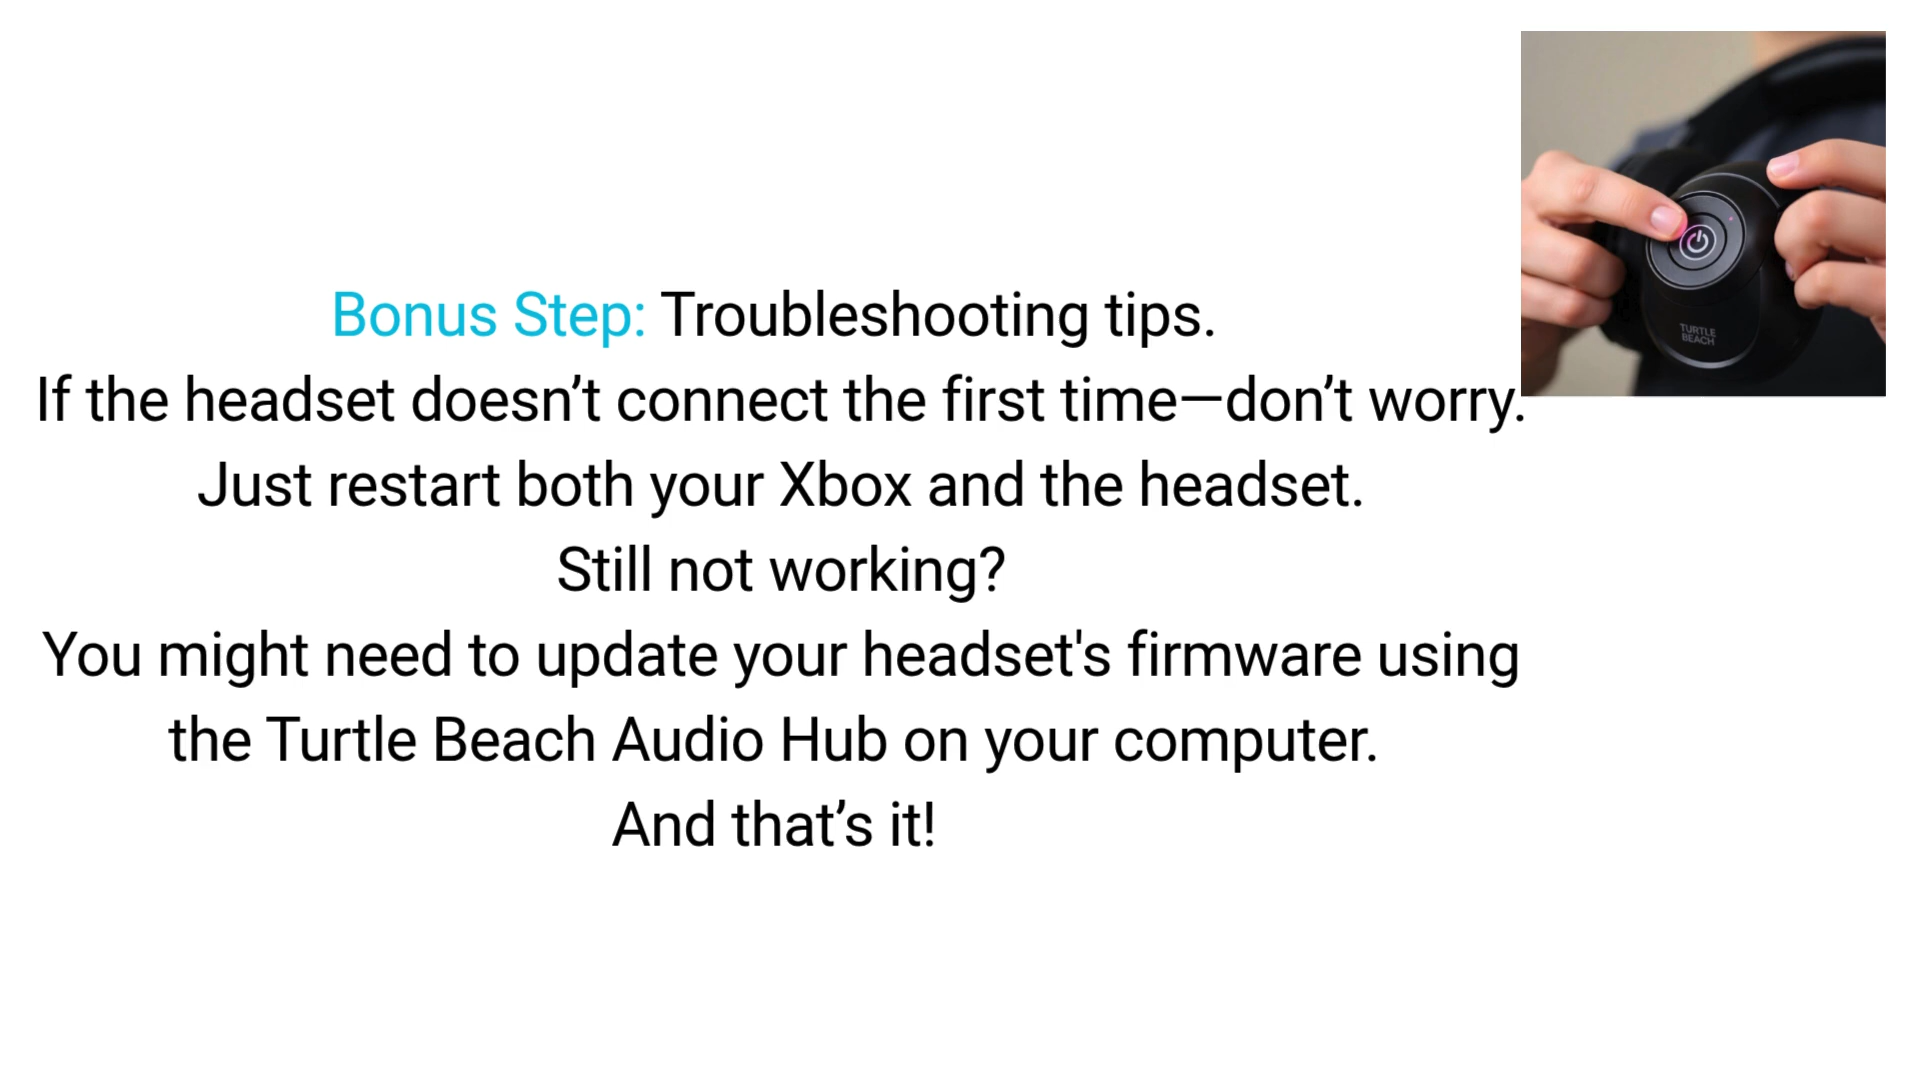 Bonus Step: Troubleshooting tips.
If the headset doesn’t connect the first time—don’t worry.
Just restart both your Xbox and the headset.
Still not working?
You might need to update your headset's firmware using
the Turtle Beach Audio Hub on your computer.
And that’s it!
TURTLE
BEACH